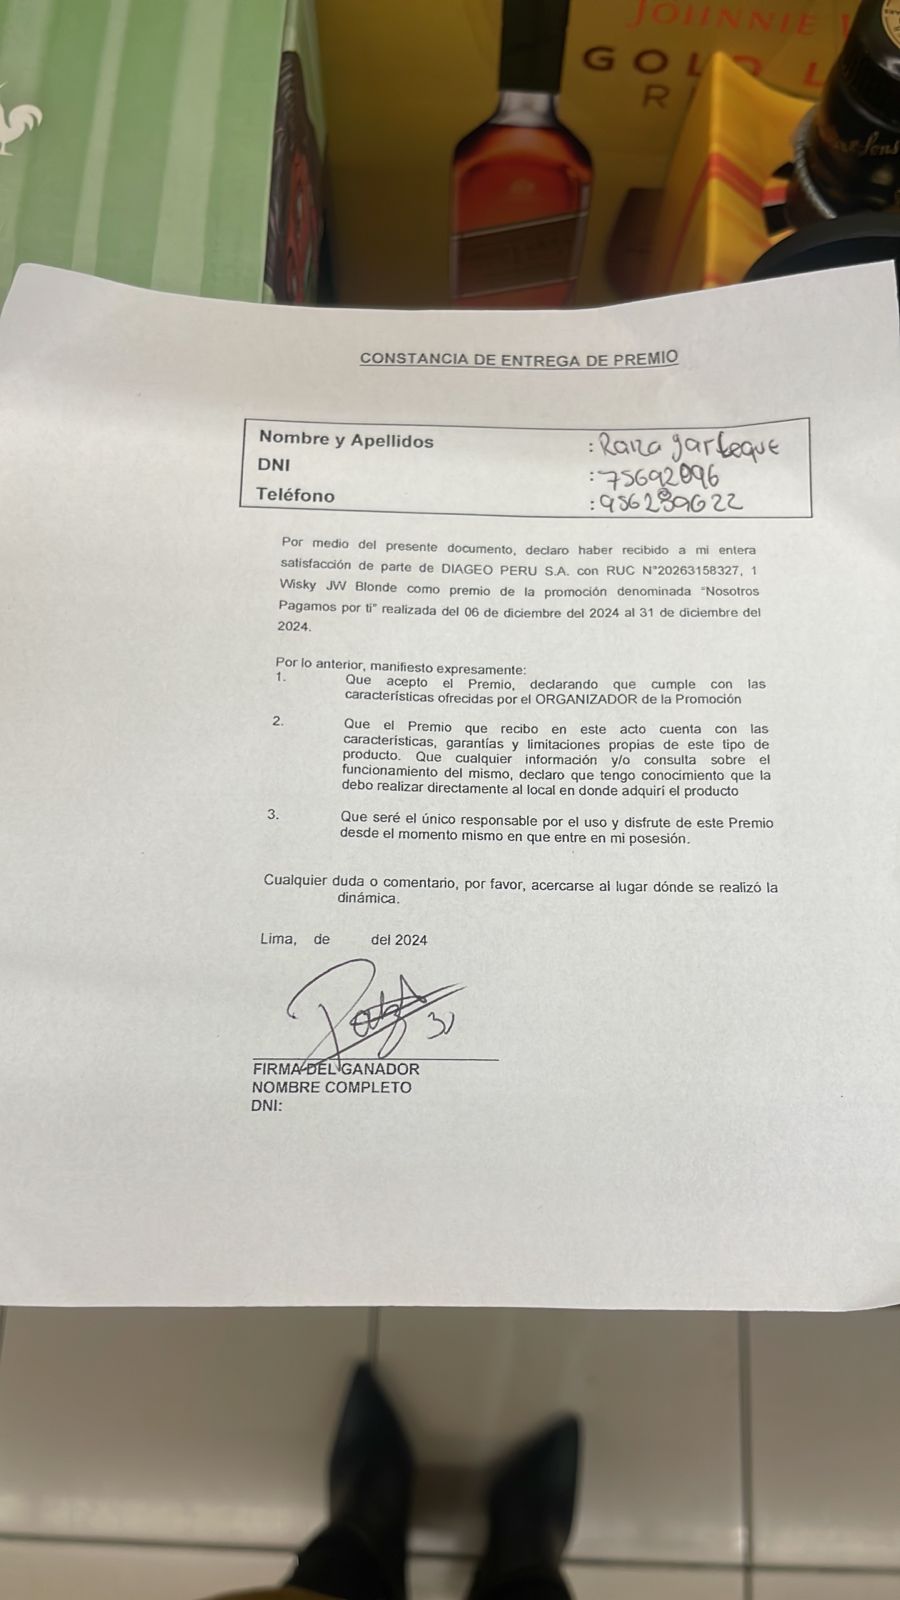 JOHNNIE
GOLD L
R
CONSTANCIA DE ENTREGA DE PREMIO
Nombre y Apellidos : Raiza
DNI :75692096
Teléfono :956239622
Por medio del presente documento, declaro haber recibido a mi entera
satisfacción de parte de DIAGEO PERU S.A. con RUC N°20263158327, 1
Wisky JW Blonde como premio de la promoción denominada “Nosotros
Pagamos por ti” realizada del 06 de diciembre del 2024 al 31 de diciembre del
2024.
Por lo anterior, manifiesto expresamente:
1. Que acepto el Premio, declarando que cumple con las
características ofrecidas por el ORGANIZADOR de la Promoción
2. Que el Premio que recibo en este acto cuenta con las
características, garantías y limitaciones propias de este tipo de
producto. Que cualquier información y/o consulta sobre el
funcionamiento del mismo, declaro que tengo conocimiento que la
debo realizar directamente al local en donde adquirí el producto
3. Que seré el único responsable por el uso y disfrute de este Premio
desde el momento mismo en que entre en mi posesión.
Cualquier duda o comentario, por favor, acercarse al lugar dónde se realizó la
dinámica.
Lima, de del 2024
FIRMA DEL GANADOR
NOMBRE COMPLETO
DNI: